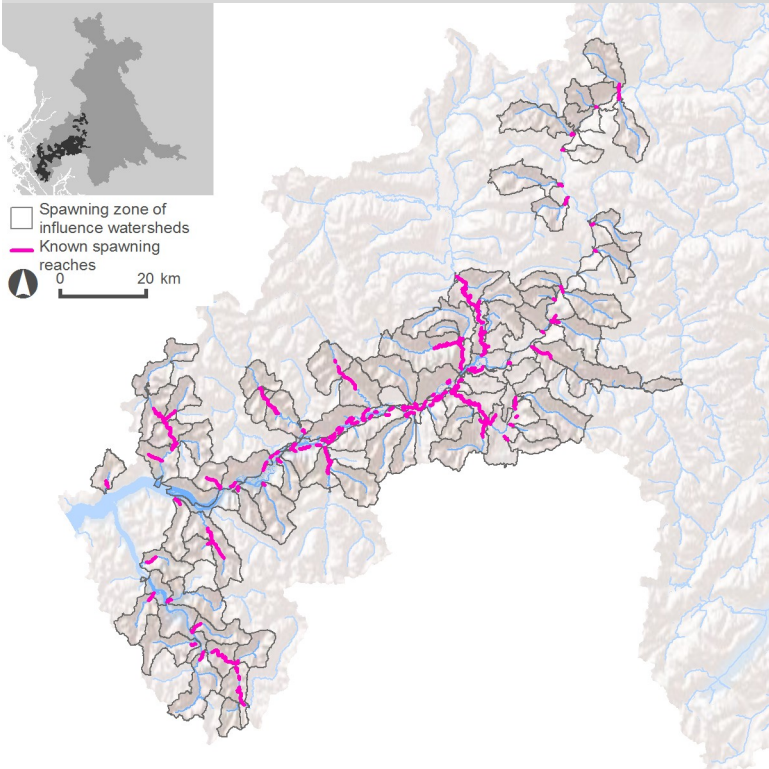 Spawning zone of
influence watersheds
Known spawning
reaches
0 20 km